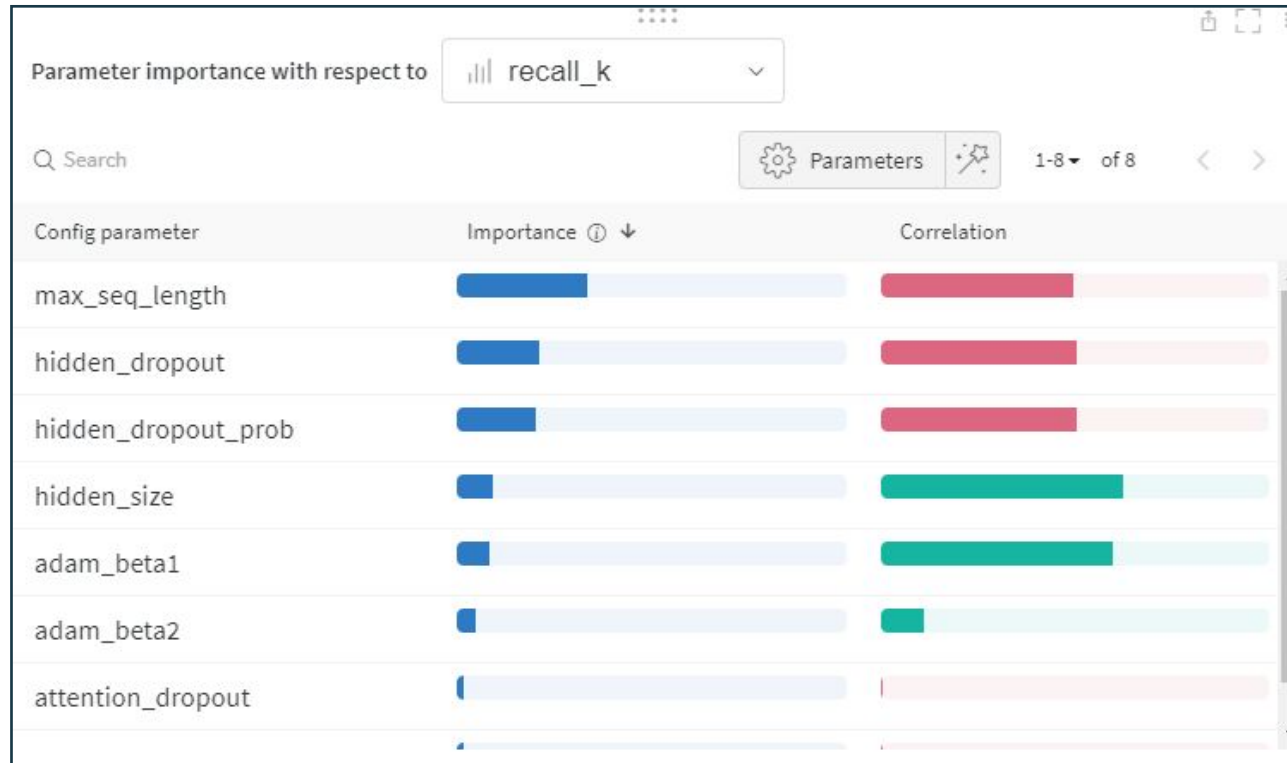 Parameter importance with respect to recall_k
Search Parameters 1-8 of 8
Config parameter Importance Correlation
max_seq_length
hidden_dropout
hidden_dropout_prob
hidden_size
adam_beta1
adam_beta2
attention_dropout